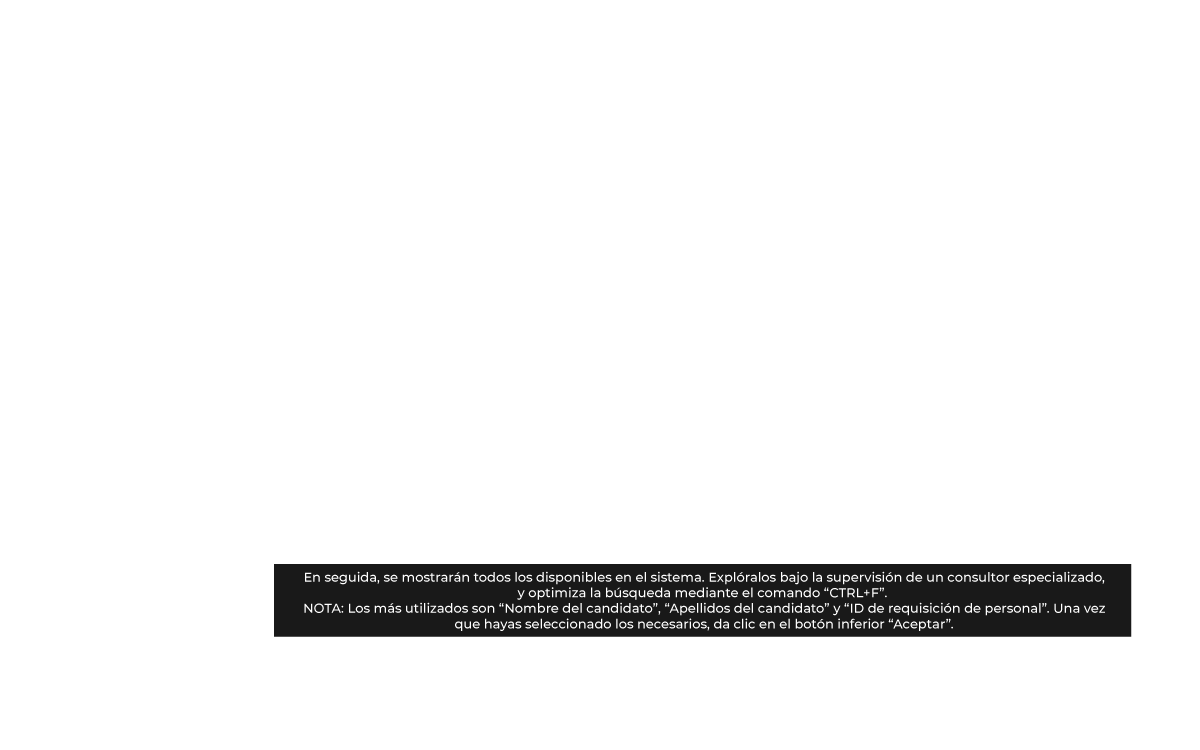 En seguida, se mostrarán todos los disponibles en el sistema. Explóralos bajo la supervisión de un consultor especializado,
y optimiza la búsqueda mediante el comando “CTRL+F”.
NOTA: Los más utilizados son “Nombre del candidato”, “Apellidos del candidato” y “ID de requisición de personal”. Una vez
que hayas seleccionado los necesarios, da clic en el botón inferior “Aceptar”.